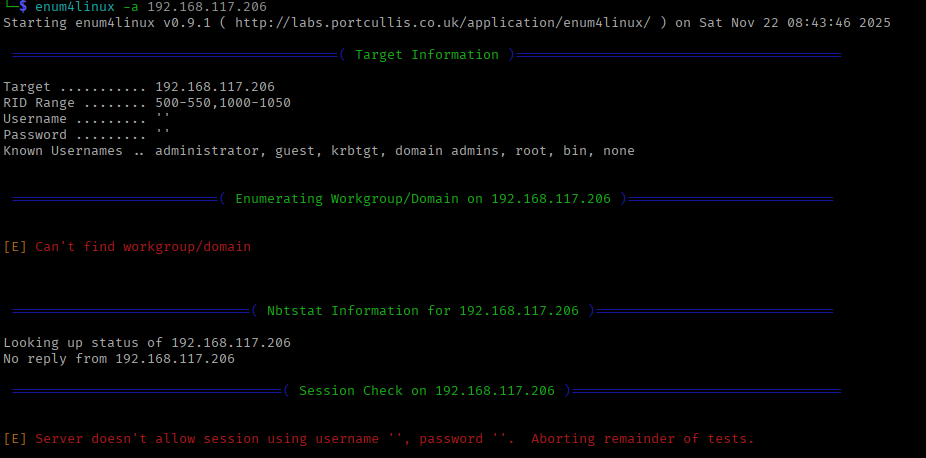 └─$ enum4linux -a 192.168.117.206
Starting enum4linux v0.9.1 ( http://labs.portcullis.co.uk/application/enum4linux/ ) on Sat Nov 22 08:43:46 2025
=========================================( Target Information )=========================================
Target ........... 192.168.117.206
RID Range ........ 500-550,1000-1050
Username ......... ''
Password ......... ''
Known Usernames .. administrator, guest, krbtgt, domain admins, root, bin, none
==========================( Enumerating Workgroup/Domain on 192.168.117.206 )==========================
[E] Can't find workgroup/domain
==============================( Nbtstat Information for 192.168.117.206 )==============================
Looking up status of 192.168.117.206
No reply from 192.168.117.206
==================================( Session Check on 192.168.117.206 )==================================
[E] Server doesn't allow session using username '', password ''.  Aborting remainder of tests.